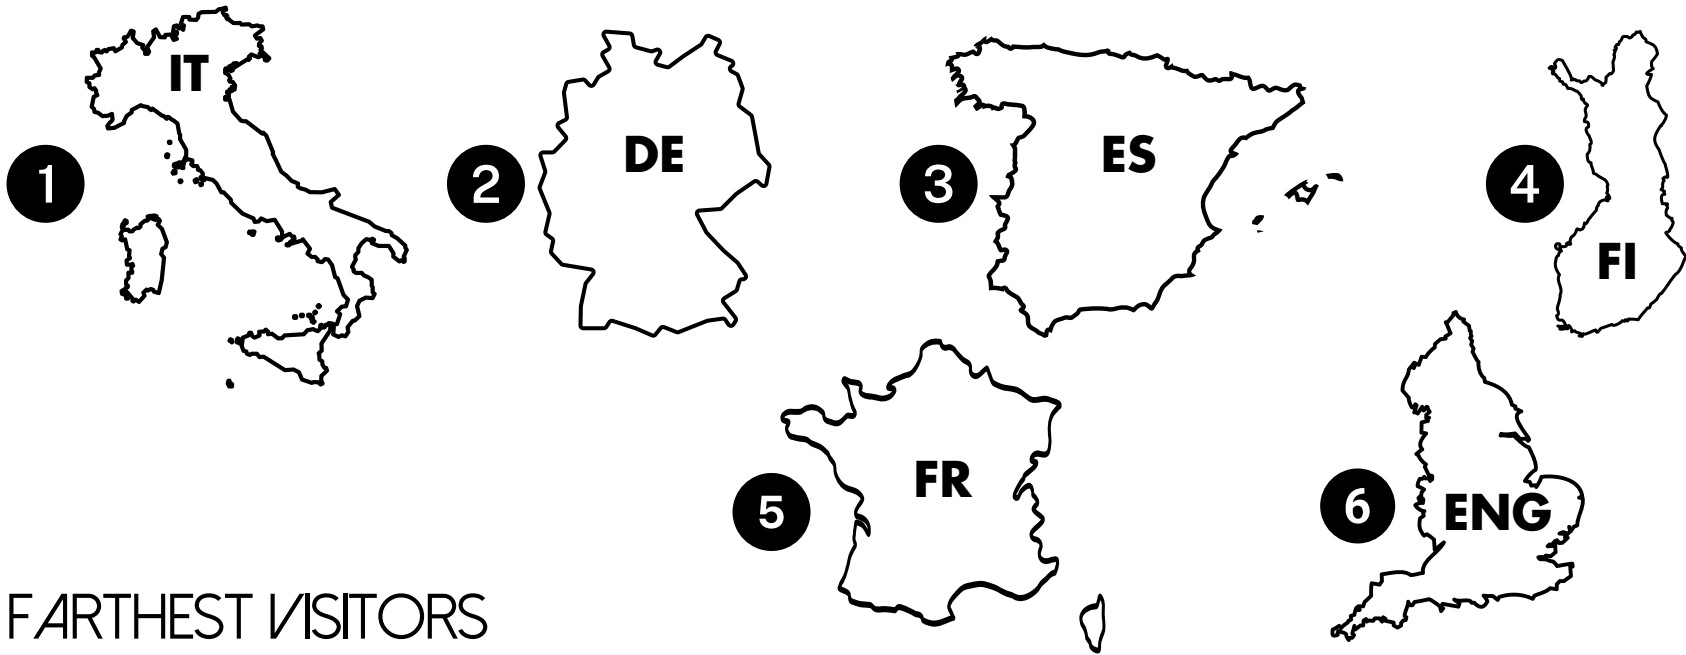 1 IT
2 DE
3 ES
4 FI
5 FR
6 ENG
FARTHEST VISITORS